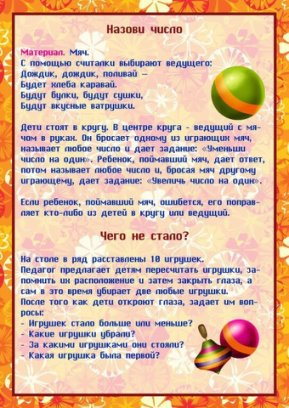 Назови число
Материал. Мяч.
С помощью считалки выбирают ведущего:
Дождик, дождик, поливай —
Будет хлеба каравай.
Будут булки, будут сушки,
Будут вкусные ватрушки.
Дети стоят в кругу. В центре круга - ведущий с мя-
чом в руках. Он бросает одному из играющих мяч,
называет любое число и дает задание: «Уменьши
число на один». Ребенок, поймавший мяч, дает ответ,
потом называет любое число и, бросая мяч другому
играющему, дает задание: «Увеличь число на один».
Если ребенок, поймавший мяч, ошибется, его поправ-
ляет кто-либо из детей в кругу или ведущий.
Чего не стало?
На столе в ряд расставлены 10 игрушек.
Педагог предлагает детям пересчитать игрушки, за-
помнить их расположение и затем закрыть глаза, а
сам в это время убирает две любые игрушки.
После того как дети откроют глаза, задает им воп-
росы:
- Игрушек стало больше или меньше?
- Какие игрушки убрали?
- За какими игрушками они стояли?
- Какая игрушка была первой?